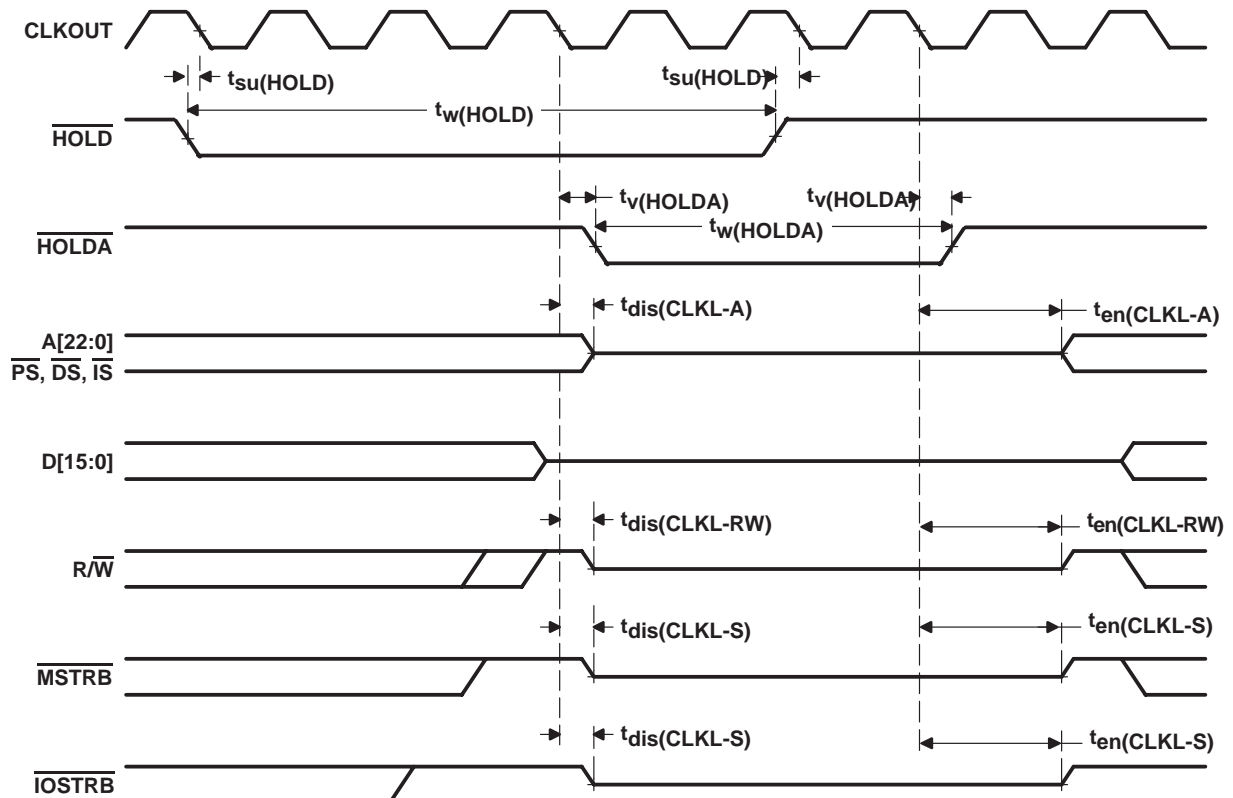 CLKOUT
tsu(HOLD)
tsu(HOLD)
tw(HOLD)
HOLD
tv(HOLDA)
tv(HOLDA)
tw(HOLDA)
HOLDA
tdis(CLKL-A)
ten(CLKL-A)
A[22:0]
PS, DS, IS
D[15:0]
tdis(CLKL-RW)
ten(CLKL-RW)
R/W
tdis(CLKL-S)
ten(CLKL-S)
MSTRB
tdis(CLKL-S)
ten(CLKL-S)
IOSTRB